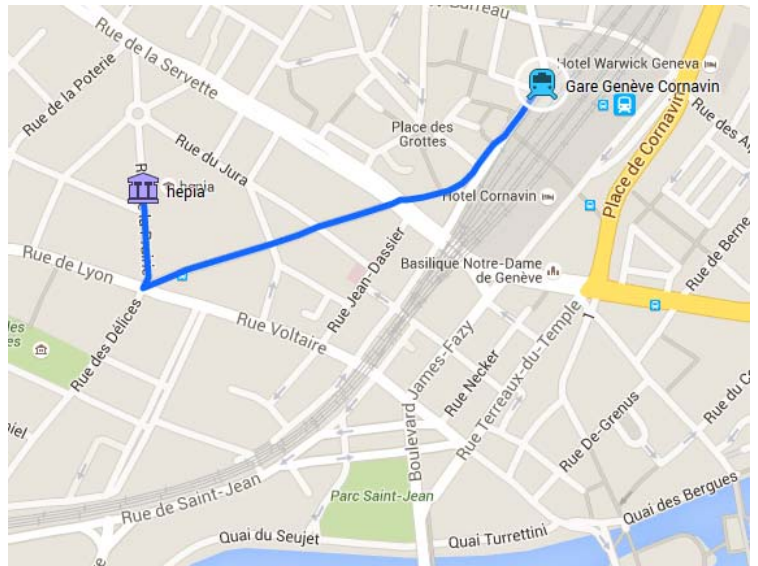 Barreau
Rue de la Servette
Hotel Warwick Geneva
Gare Genève Cornavin
Rue de la Poterie
Place des
Grottes
Rue du Jura
Place de Cornavin
hepia
hepia
Hotel Cornavin
Rue de Lyon
Rue Jean-Dassier
Basilique Notre-Dame
de Genève
Rue de Berne
Rue des Délices
Rue Voltaire
Boulevard James-Fazy
Rue Necker
Rue Terreaux-du-Temple
1
Rue De-Grenus
Rue de Saint-Jean
Parc Saint-Jean
Quai du Seujet
Quai Turrettini
Quai des Bergues